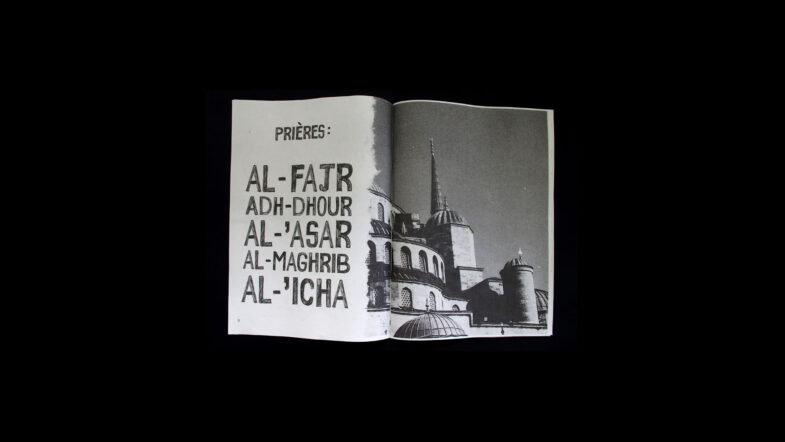 PRIÈRES:
AL-FAJR
ADH-DHOUR
AL-'ASAR
AL-MAGHRIB
AL-'ICHA